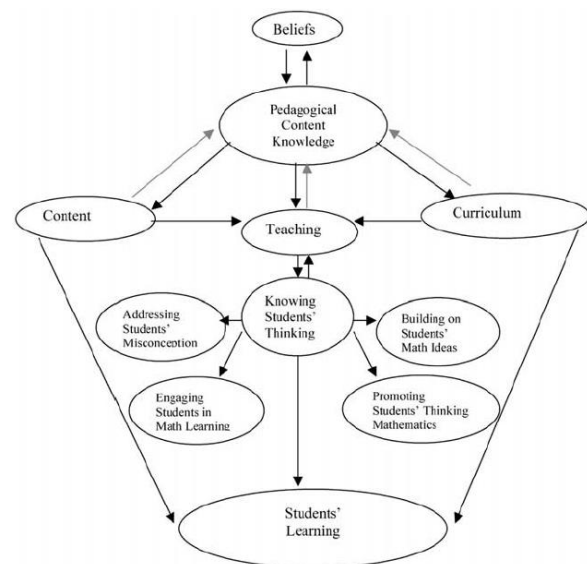 Beliefs
Pedagogical
Content
Knowledge
Content
Curriculum
Teaching
Knowing
Students'
Thinking
Addressing
Students'
Misconception
Building on
Students'
Math Ideas
Engaging
Students in
Math Learning
Promoting
Students' Thinking
Mathematics
Students'
Learning